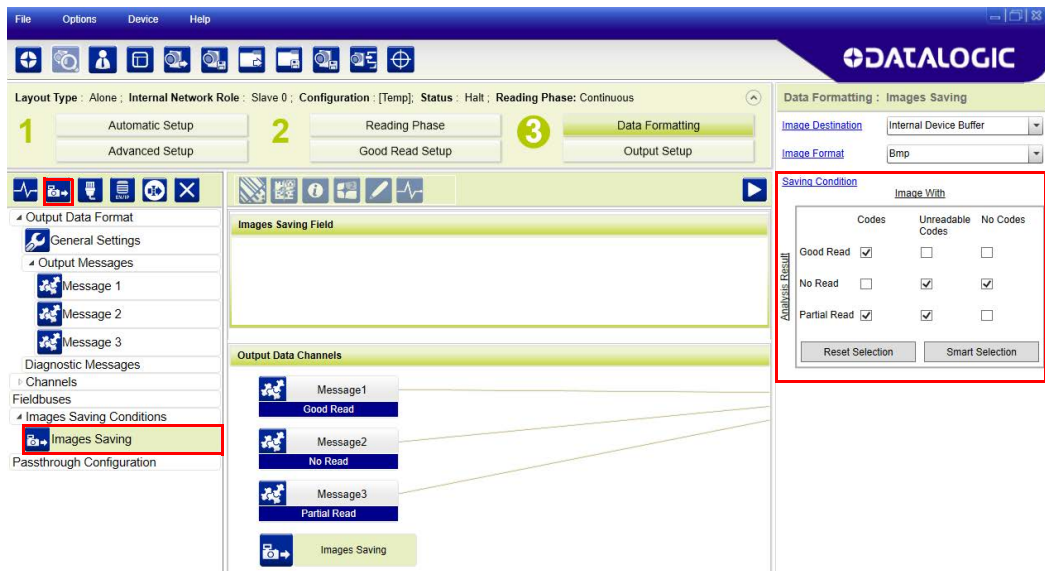 File Options Device Help
DATALOGIC
Layout Type : Alone ; Internal Network Role : Slave 0 ; Configuration : [Temp]; Status : Halt ; Reading Phase: Continuous
1
Automatic Setup
Advanced Setup
2
Reading Phase
Good Read Setup
3
Data Formatting
Output Setup
Data Formatting : Images Saving
Image Destination Internal Device Buffer
Image Format Bmp
Saving Condition
Image With
Codes Unreadable Codes No Codes
Analysis Result
Good Read
No Read
Partial Read
Reset Selection Smart Selection
Output Data Format
General Settings
Output Messages
Message 1
Message 2
Message 3
Diagnostic Messages
Channels
Fieldbuses
Images Saving Conditions
Images Saving
Passthrough Configuration
Images Saving Field
Output Data Channels
Message1
Good Read
Message2
No Read
Message3
Partial Read
Images Saving